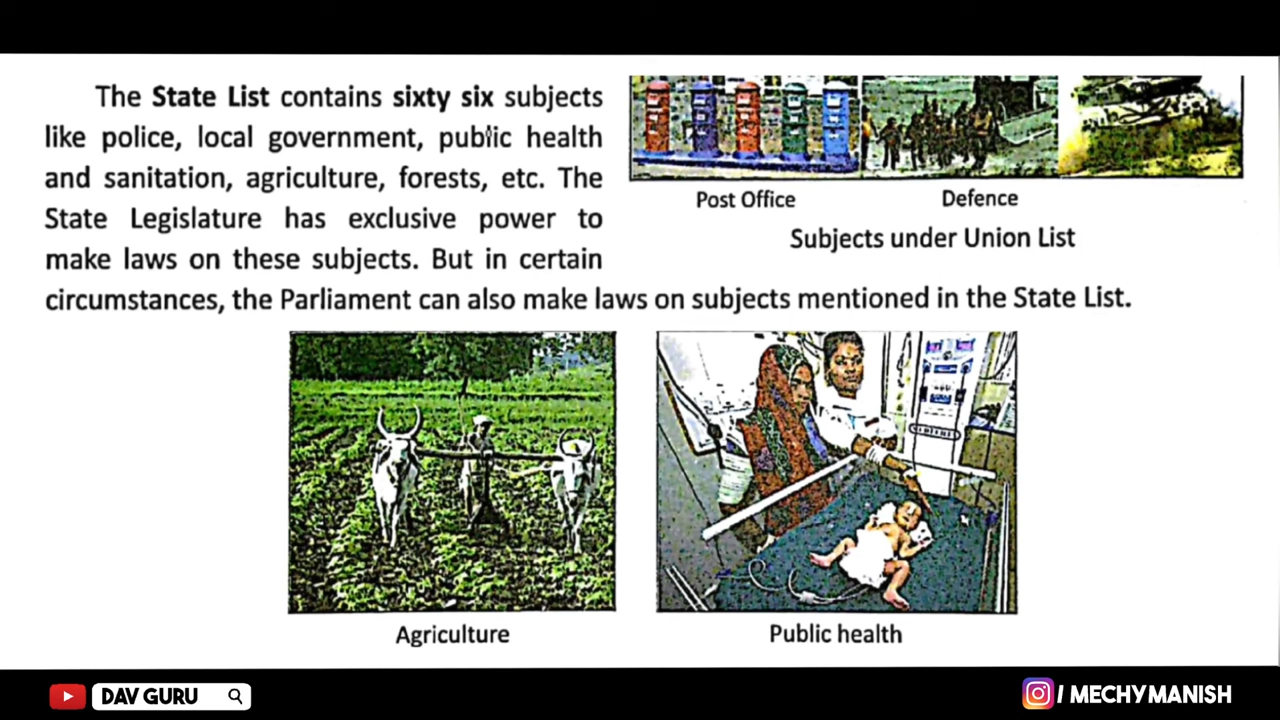 The State List contains sixty six subjects
like police, local government, public health
and sanitation, agriculture, forests, etc. The
State Legislature has exclusive power to
make laws on these subjects. But in certain
circumstances, the Parliament can also make laws on subjects mentioned in the State List.
Post Office
Defence
Subjects under Union List
Agriculture
Public health
DAV GURU
/ MECHYMANISH